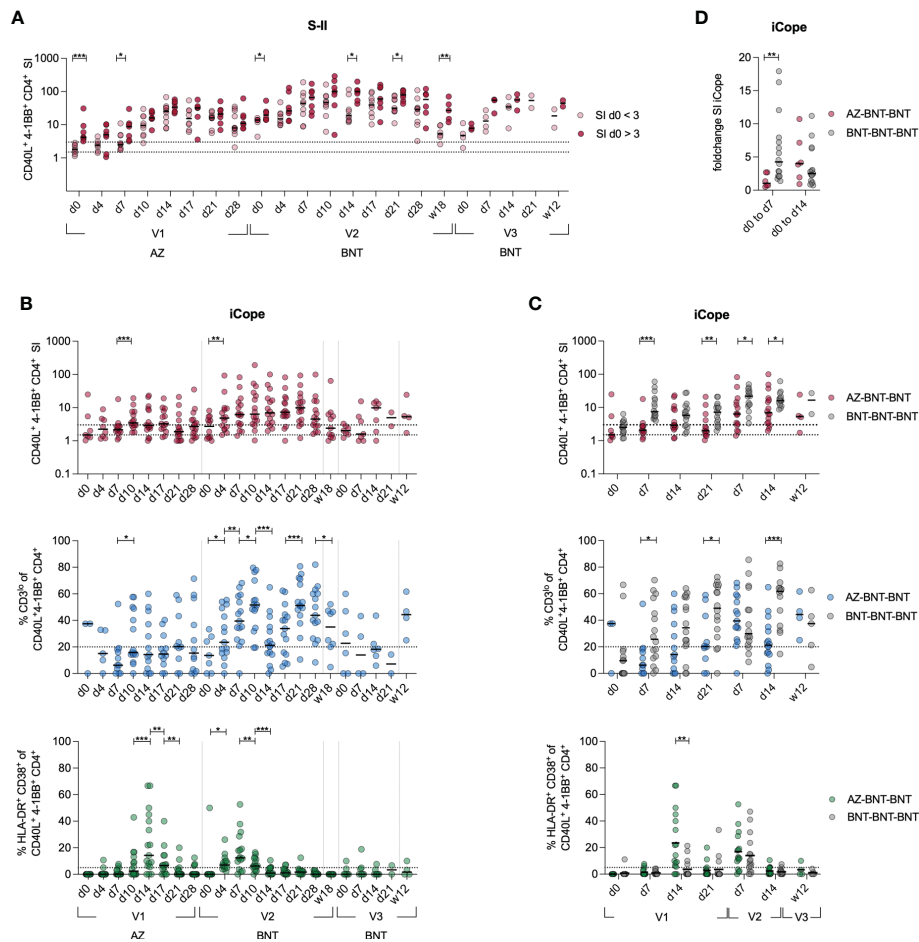 A
S-II
CD40L+ 4-1BB+ CD4+ SI
1000
100
10
1
*** * * * * **
SI d0 < 3
SI d0 > 3
d0 d4 d7 d10 d14 d17 d21 d28 d0 d4 d7 d10 d14 d17 d21 d28 w18 d0 d7 d14 d21 w12
V1 V2 V3
AZ BNT BNT
D
iCope
foldchange SI iCope
20
15
10
5
0
**
AZ-BNT-BNT
BNT-BNT-BNT
d0 to d7 d0 to d14
B
iCope
CD40L+ 4-1BB+ CD4+ SI
1000
100
10
1
0.1
*** **
d0 d4 d7 d10 d14 d17 d21 d28 d0 d4 d7 d10 d14 d17 d21 d28 w18 d0 d7 d14 d21 w12
% CD3lo of
CD40L+4-1BB+ CD4+
100
80
60
40
20
0
* * ** * *** *** *
d0 d4 d7 d10 d14 d17 d21 d28 d0 d4 d7 d10 d14 d17 d21 d28 w18 d0 d7 d14 d21 w12
% HLA-DR+ CD38+ of
CD40L+ 4-1BB+ CD4+
100
80
60
40
20
0
*** ** ** * ** ***
d0 d4 d7 d10 d14 d17 d21 d28 d0 d4 d7 d10 d14 d17 d21 d28 w18 d0 d7 d14 d21 w12
V1 V2 V3
AZ BNT BNT
C
iCope
CD40L+ 4-1BB+ CD4+ SI
1000
100
10
1
0.1
*** ** * *
AZ-BNT-BNT
BNT-BNT-BNT
d0 d7 d14 d21 d7 d14 w12
% CD3lo of
CD40L+4-1BB+ CD4+
100
80
60
40
20
0
* * ***
AZ-BNT-BNT
BNT-BNT-BNT
d0 d7 d14 d21 d7 d14 w12
% HLA-DR+ CD38+ of
CD40L+ 4-1BB+ CD4+
100
80
60
40
20
0
**
AZ-BNT-BNT
BNT-BNT-BNT
d0 d7 d14 d21 d7 d14 w12
V1 V2 V3